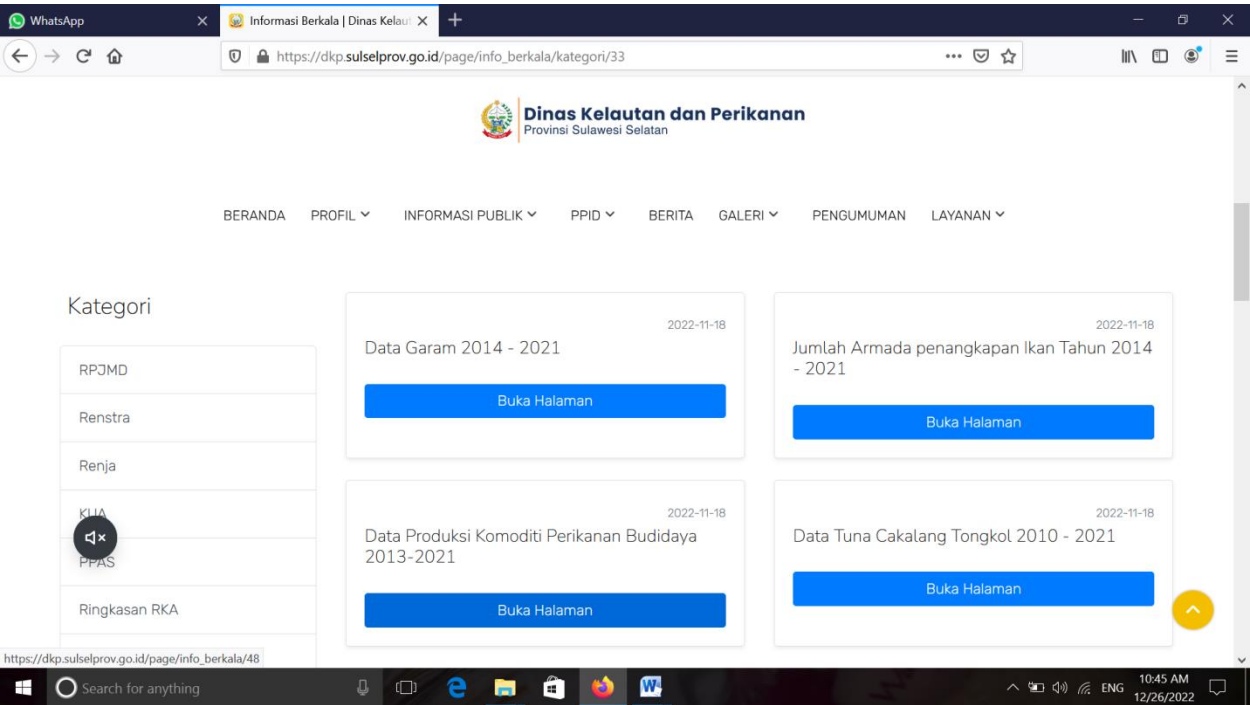 WhatsApp
Informasi Berkala | Dinas Kelaut
https://dkp.sulselprov.go.id/page/info_berkala/kategori/33
Dinas Kelautan dan Perikanan
Provinsi Sulawesi Selatan
BERANDA PROFIL INFORMASI PUBLIK PPID BERITA GALERI PENGUMUMAN LAYANAN
Kategori
RPJMD
Renstra
Renja
KUA
PPAS
Ringkasan RKA
2022-11-18
Data Garam 2014 - 2021
Buka Halaman
2022-11-18
Jumlah Armada penangkapan Ikan Tahun 2014
- 2021
Buka Halaman
2022-11-18
Data Produksi Komoditi Perikanan Budidaya
2013-2021
Buka Halaman
2022-11-18
Data Tuna Cakalang Tongkol 2010 - 2021
Buka Halaman
https://dkp.sulselprov.go.id/page/info_berkala/48
Search for anything
ENG
10:45 AM
12/26/2022